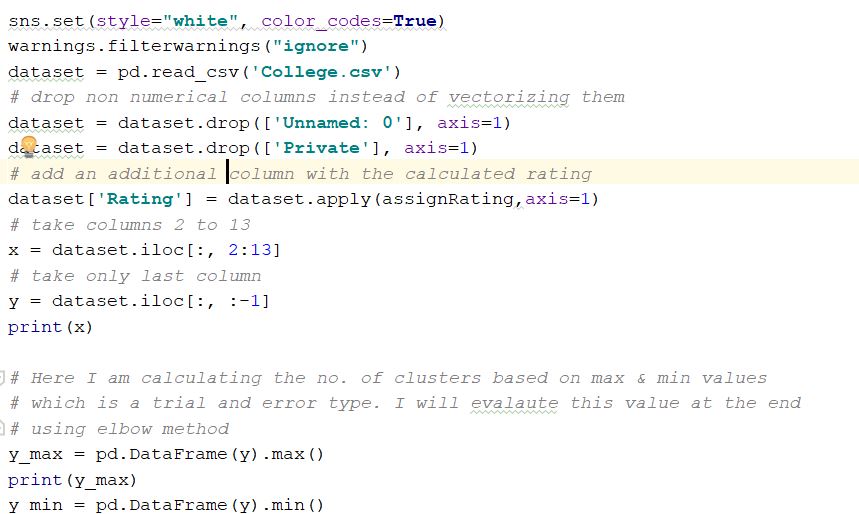 sns.set(style="white", color_codes=True)
warnings.filterwarnings("ignore")
dataset = pd.read_csv('College.csv')
# drop non numerical columns instead of vectorizing them
dataset = dataset.drop(['Unnamed: 0'], axis=1)
dataset = dataset.drop(['Private'], axis=1)
# add an additional column with the calculated rating
dataset['Rating'] = dataset.apply(assignRating,axis=1)
# take columns 2 to 13
x = dataset.iloc[:, 2:13]
# take only last column
y = dataset.iloc[:, :-1]
print(x)
# Here I am calculating the no. of clusters based on max & min values
# which is a trial and error type. I will evalaute this value at the end
# using elbow method
y_max = pd.DataFrame(y).max()
print(y_max)
y_min = pd.DataFrame(y).min()